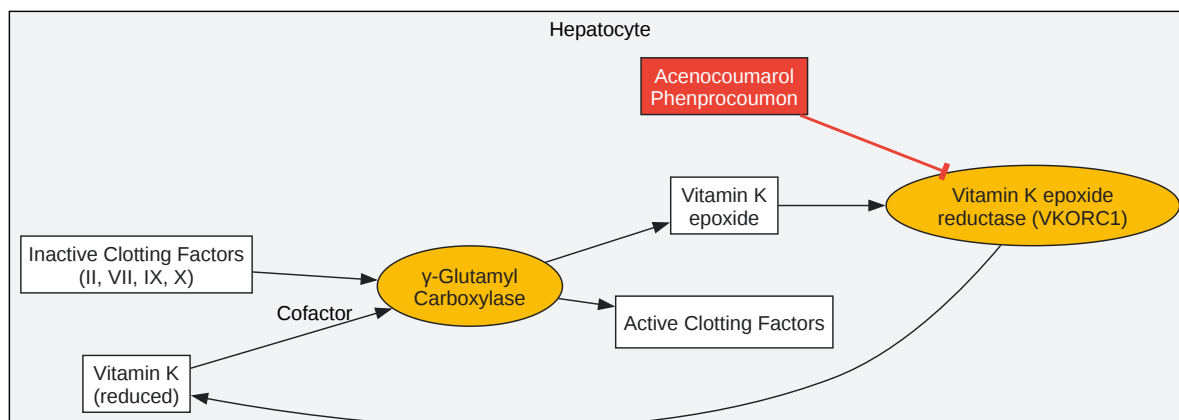 Hepatocyte
Acenocoumarol
Phenprocoumon
Vitamin K
epoxide
Vitamin K epoxide
reductase (VKORC1)
Inactive Clotting Factors
(II, VII, IX, X)
γ-Glutamyl
Carboxylase
Cofactor
Active Clotting Factors
Vitamin K
(reduced)